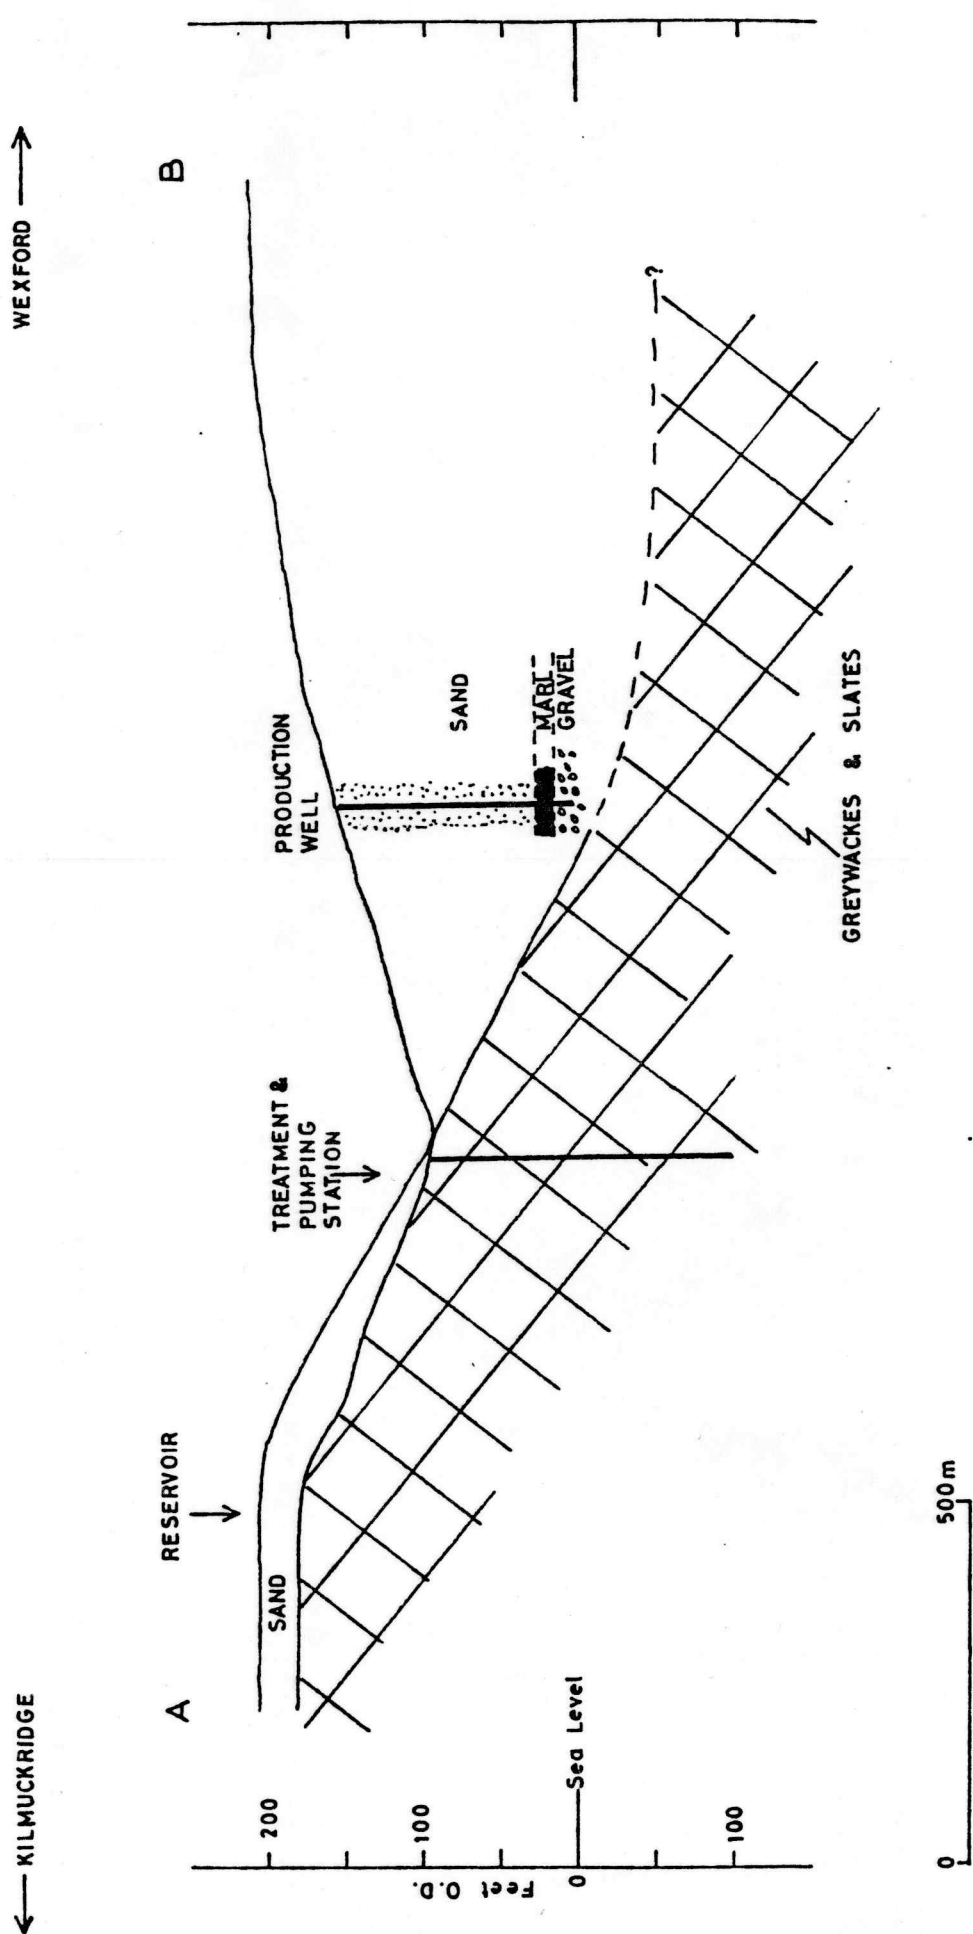 ← KILMUCKRIDGE
WEXFORD →
A
B
RESERVOIR
TREATMENT &
PUMPING
STATION
PRODUCTION
WELL
SAND
SAND
MARL
GRAVEL
?
GREYWACKES & SLATES
200
100
Feet O.D.
0
Sea Level
100
0
500m